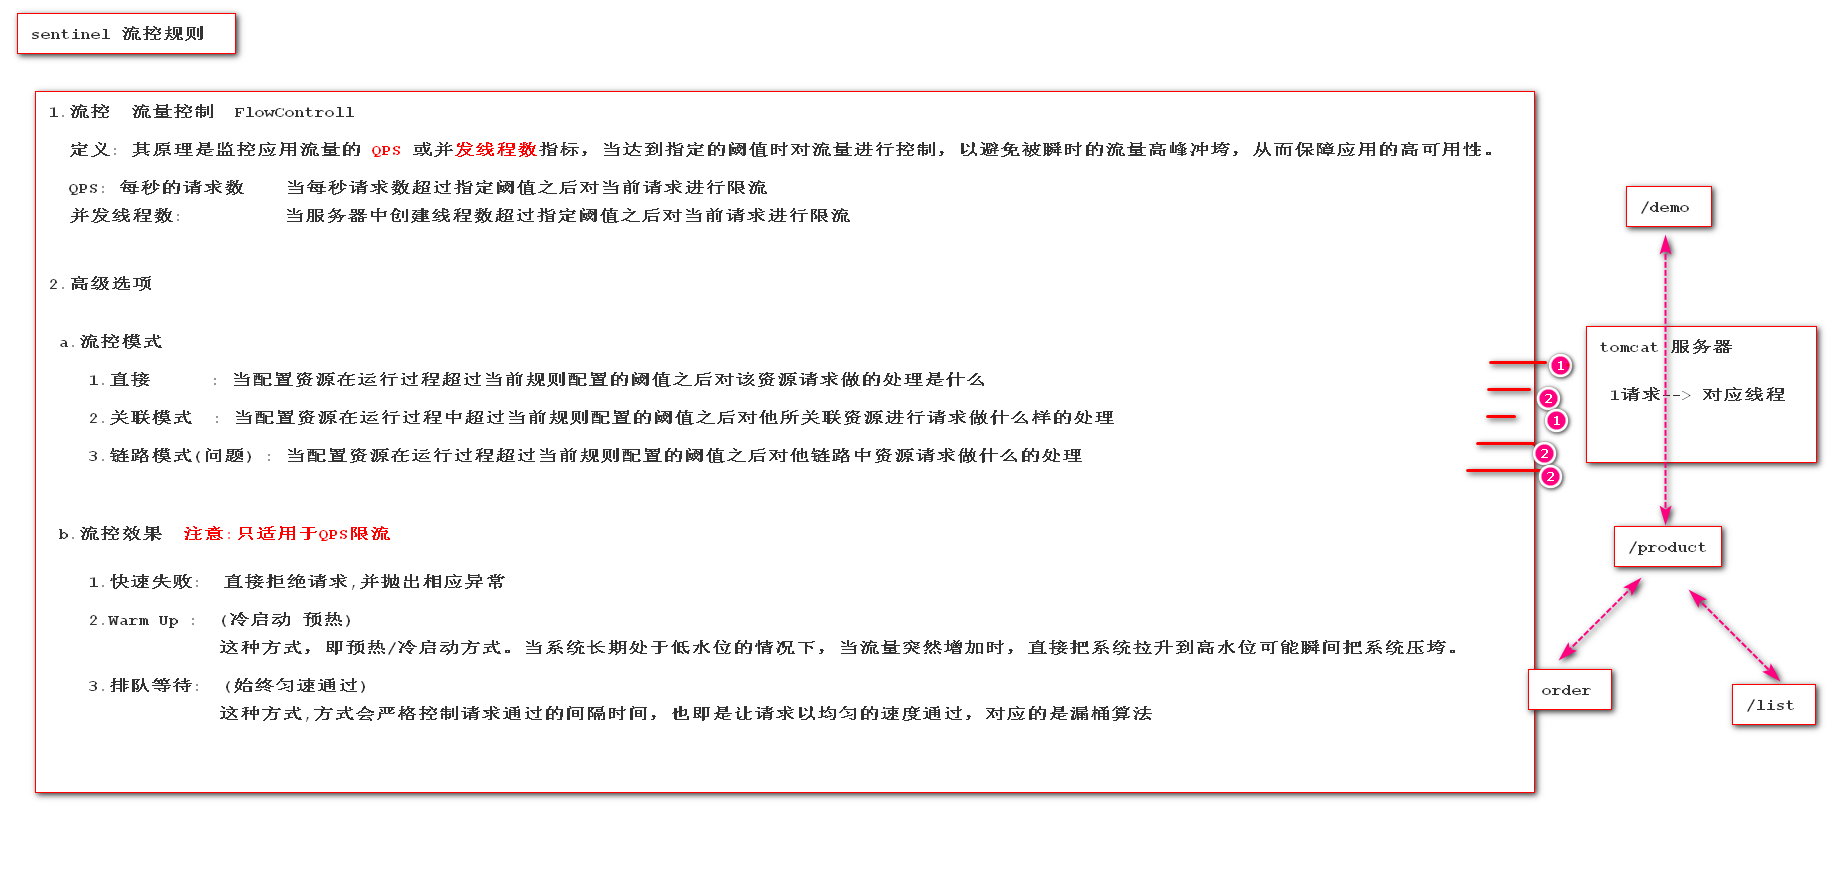 sentinel 流控规则
1.流控 流量控制 FlowControll
定义: 其原理是监控应用流量的 QPS 或并发线程数指标，当达到指定的阈值时对流量进行控制，以避免被瞬时的流量高峰冲垮，从而保障应用的高可用性。
QPS: 每秒的请求数 当每秒请求数超过指定阈值之后对当前请求进行限流
并发线程数: 当服务器中创建线程数超过指定阈值之后对当前请求进行限流
2.高级选项
a.流控模式
1.直接 : 当配置资源在运行过程超过当前规则配置的阈值之后对该资源请求做的处理是什么
2.关联模式 : 当配置资源在运行过程中超过当前规则配置的阈值之后对他所关联资源进行请求做什么样的处理
3.链路模式(问题) : 当配置资源在运行过程超过当前规则配置的阈值之后对他链路中资源请求做什么的处理
b.流控效果 注意:只适用于QPS限流
1.快速失败: 直接拒绝请求,并抛出相应异常
2.Warm Up : (冷启动 预热)
这种方式，即预热/冷启动方式。当系统长期处于低水位的情况下，当流量突然增加时，直接把系统拉升到高水位可能瞬间把系统压垮。
3.排队等待: (始终匀速通过)
这种方式,方式会严格控制请求通过的间隔时间，也即是让请求以均匀的速度通过，对应的是漏桶算法
1
2
1
2
2
/demo
tomcat 服务器
1请求--> 对应线程
/product
order
/list